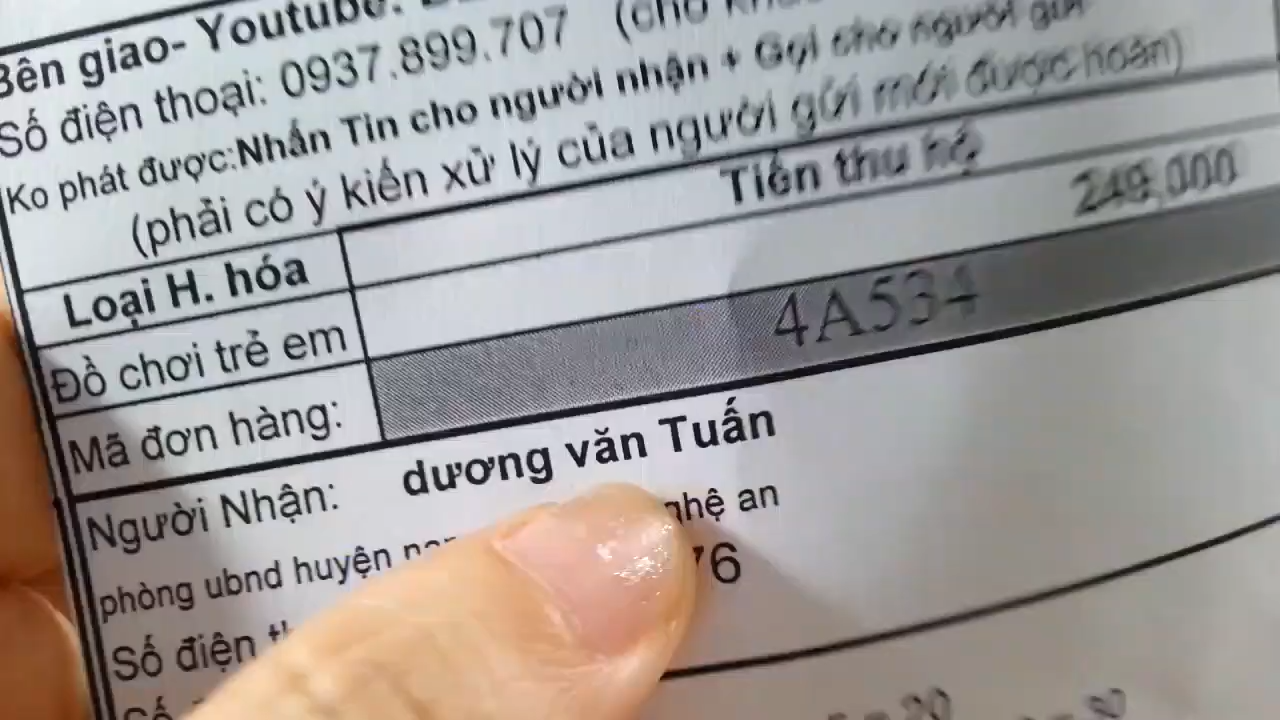 Bên giao- Youtube:
Số điện thoại: 0937.899.707 (cho
Ko phát được:Nhắn Tin cho người nhận + Gọi cho người gửi
(phải có ý kiến xử lý của người gửi mới được hoàn)
Loại H. hóa Tiền thu hộ
Đồ chơi trẻ em 249,000
Mã đơn hàng: 4A534
Người Nhận: dương văn Tuấn
phòng ubnd huyện nghệ an
Số điện 76